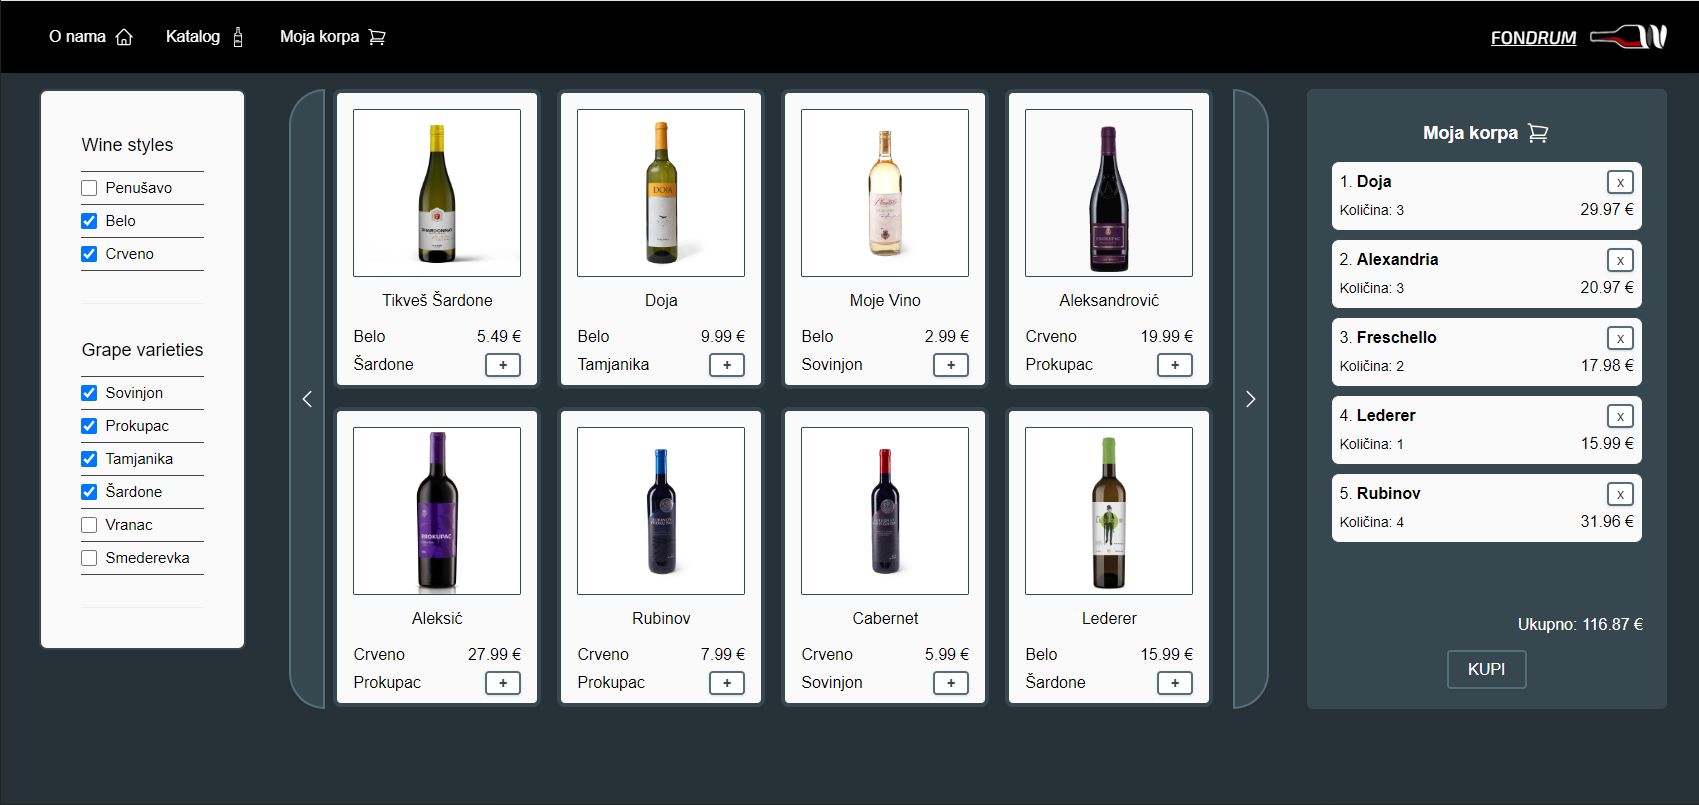 O nama
Katalog
Moja korpa
FONDRUM
Wine styles
Penušavo
Belo
Crveno
Grape varieties
Sovinjon
Prokupac
Tamjanika
Šardone
Vranac
Smederevka
Tikveš Šardone
Belo 5.49 €
Šardone +
DOJA
Doja
Belo 9.99 €
Tamjanika +
Moje Vino
Belo 2.99 €
Sovinjon +
PROKUPAC
Aleksandrović
Crveno 19.99 €
Prokupac +
PROKUPAC
Aleksić
Crveno 27.99 €
Prokupac +
Rubinov
Crveno 7.99 €
Prokupac +
Cabernet
Crveno 5.99 €
Sovinjon +
Lederer
Belo 15.99 €
Šardone +
Moja korpa
1. Doja x
Količina: 3 29.97 €
2. Alexandria x
Količina: 3 20.97 €
3. Freschello x
Količina: 2 17.98 €
4. Lederer x
Količina: 1 15.99 €
5. Rubinov x
Količina: 4 31.96 €
Ukupno: 116.87 €
KUPI